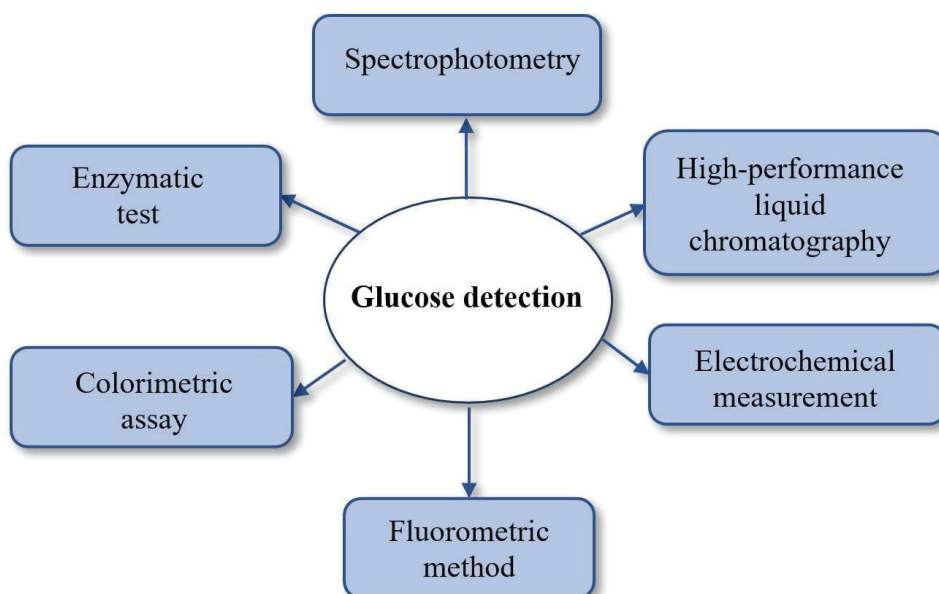 Spectrophotometry
Enzymatic
test
High-performance
liquid
chromatography
Glucose detection
Colorimetric
assay
Electrochemical
measurement
Fluorometric
method